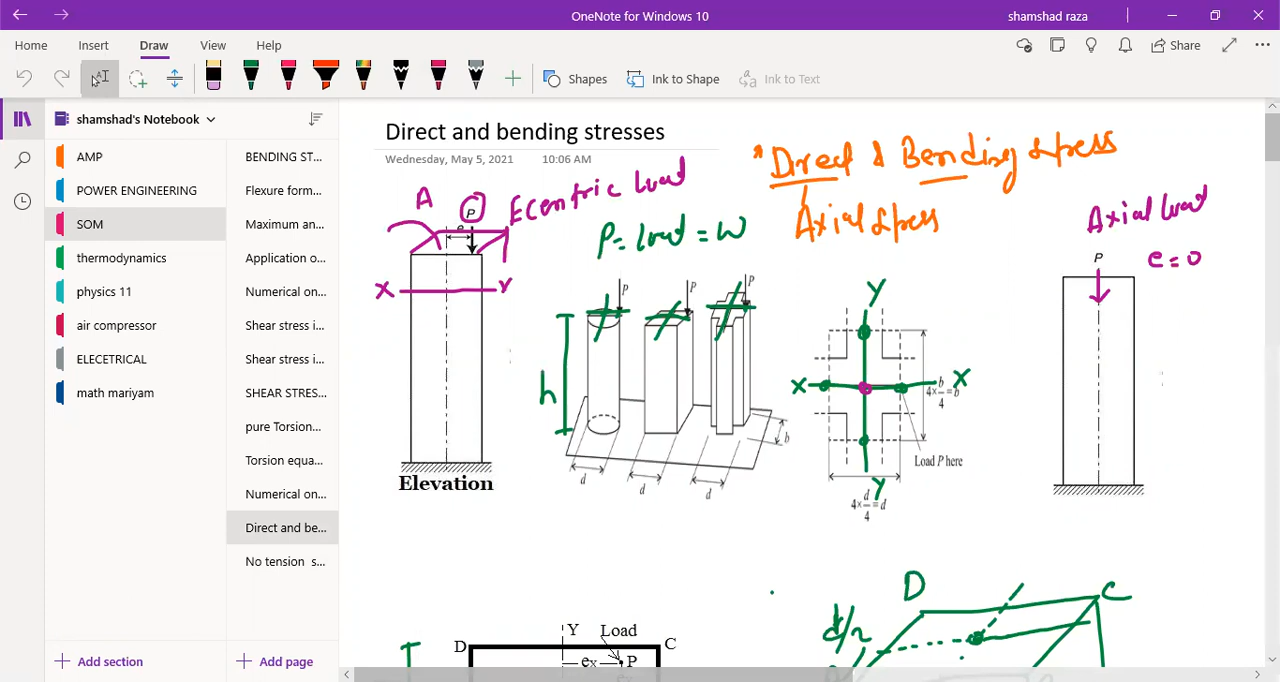 OneNote for Windows 10
shamshad raza
Home
Insert
Draw
View
Help
Share
Shapes
Ink to Shape
Ink to Text
shamshad's Notebook
AMP
POWER ENGINEERING
SOM
thermodynamics
physics 11
air compressor
ELECETRICAL
math mariyam
Add section
BENDING ST...
Flexure form...
Maximum an...
Application o...
Numerical on...
Shear stress i...
Shear stress i...
SHEAR STRES...
pure Torsion...
Torsion equa...
Numerical on...
Direct and be...
No tension s...
Add page
Direct and bending stresses
Wednesday, May 5, 2021
10:06 AM
* Direct & Bending stress
Axial stress
A
P
Eccentric load
e
P = load = W
X
Y
Elevation
h
P
P
P
d
d
d
b
Y
X
X
Y
4×b/4=b
Load P here
4×d/4=d
Axial load
P
e = 0
D
Y
Load
C
ex
P
D
C
d/2